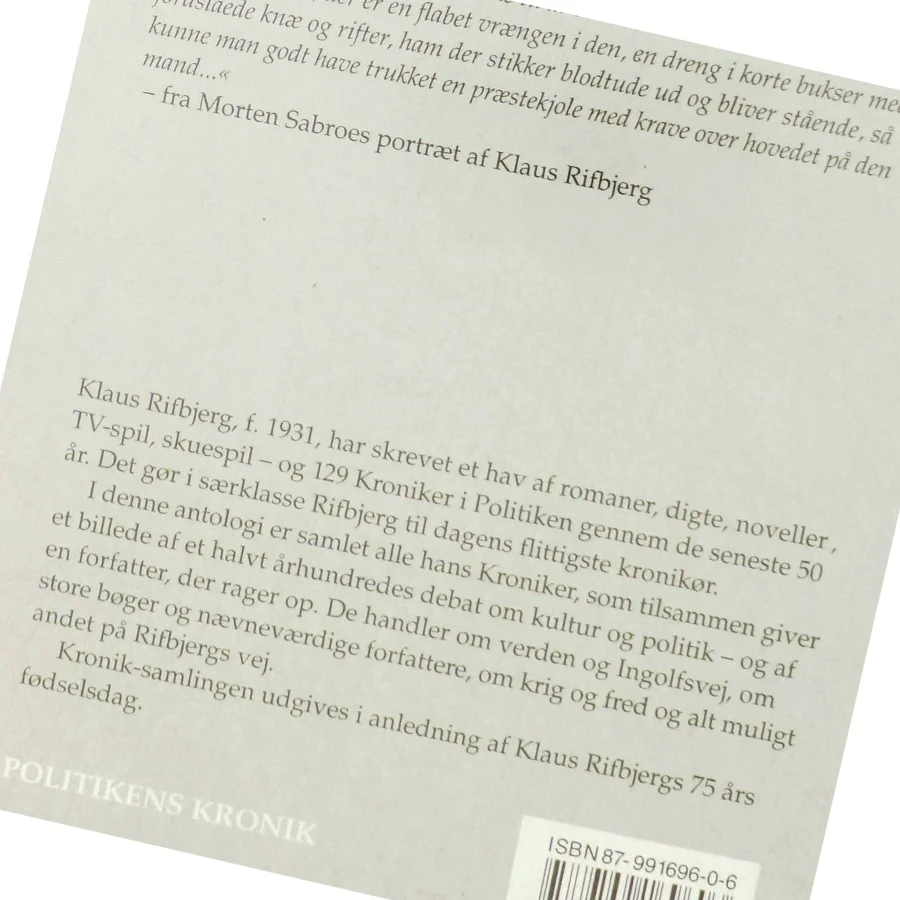 er en flabet vrængen i den, en dreng i korte bukser med
forslåede knæ og rifter, ham der stikker blodtude ud og bliver stående, så
kunne man godt have trukket en præstekjole med krave over hovedet på den
mand...«
– fra Morten Sabroes portræt af Klaus Rifbjerg
Klaus Rifbjerg, f. 1931, har skrevet et hav af romaner, digte, noveller,
TV-spil, skuespil – og 129 Kroniker i Politiken gennem de seneste 50
år. Det gør i særklasse Rifbjerg til dagens flittigste kronikør.
I denne antologi er samlet alle hans Kroniker, som tilsammen giver
et billede af et halvt århundredes debat om kultur og politik – og af
en forfatter, der rager op. De handler om verden og Ingolfsvej, om
store bøger og nævneværdige forfattere, om krig og fred og alt muligt
andet på Rifbjergs vej.
Kronik-samlingen udgives i anledning af Klaus Rifbjergs 75 års
fødselsdag.
POLITIKENS KRONIK
ISBN 87-991696-0-6